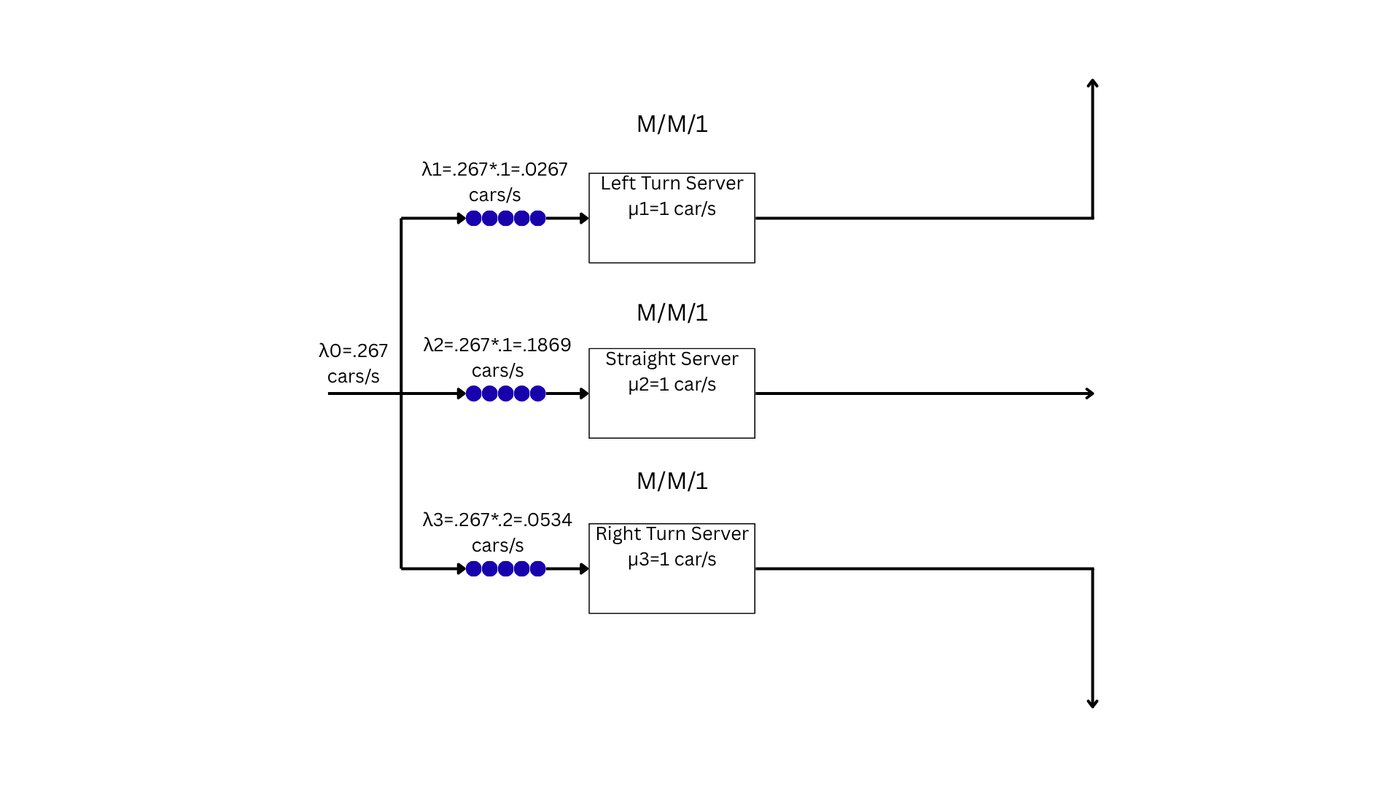 M/M/1
λ1=.267*.1=.0267
cars/s
Left Turn Server
µ1=1 car/s
M/M/1
λ0=.267
cars/s
λ2=.267*.1=.1869
cars/s
Straight Server
µ2=1 car/s
M/M/1
λ3=.267*.2=.0534
cars/s
Right Turn Server
µ3=1 car/s